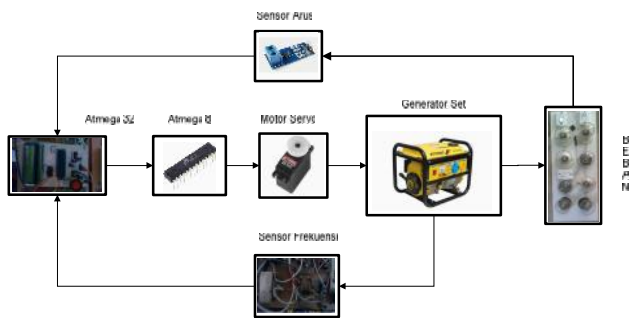 Sensor Arus
Atmega 32
Atmega 8
Motor Servo
Generator Set
B
E
B
A
N
Sensor Frekuensi